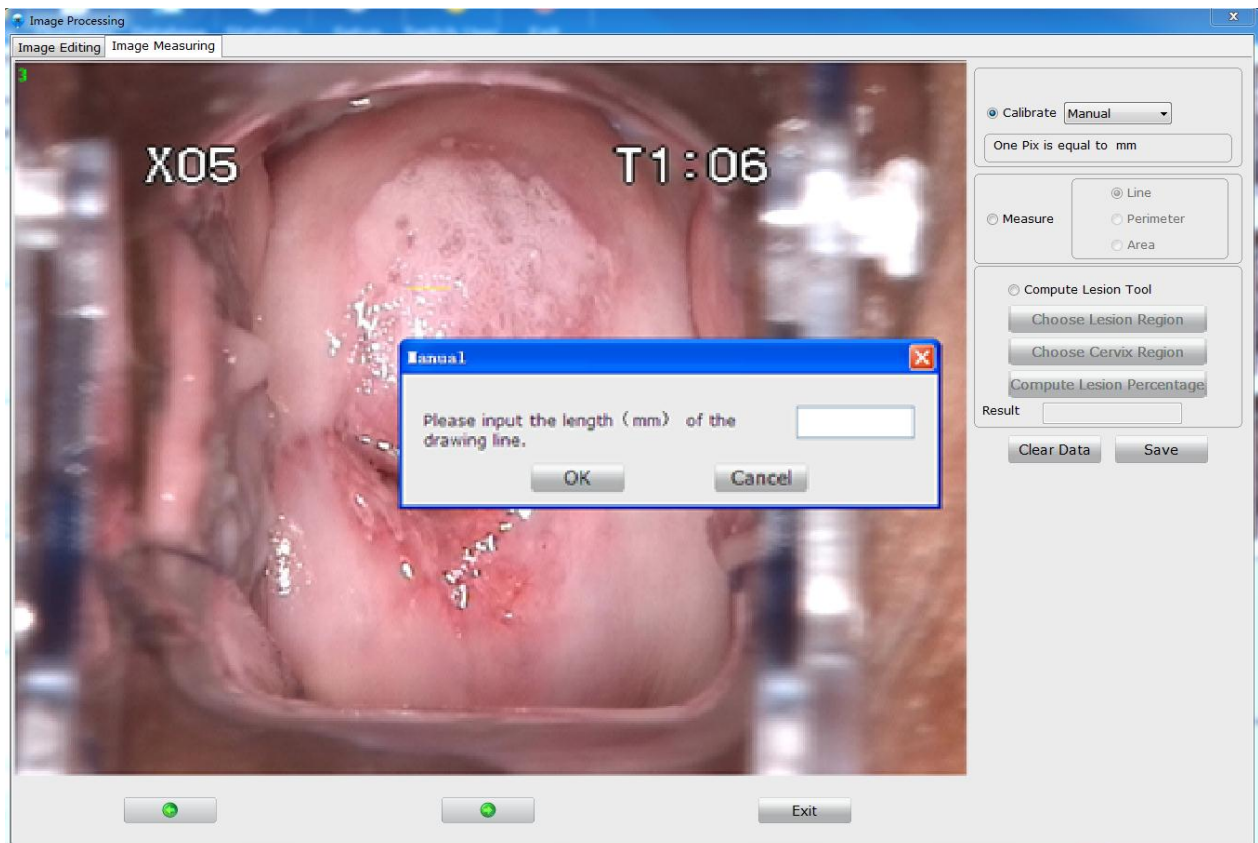 Image Processing
x
Image Editing Image Measuring
3
X05
T1:06
Calibrate Manual
One Pix is equal to mm
Measure
Line
Perimeter
Area
Compute Lesion Tool
Choose Lesion Region
Choose Cervix Region
Compute Lesion Percentage
Result
Clear Data Save
Manual
Please input the length（mm） of the
drawing line.
OK Cancel
Exit